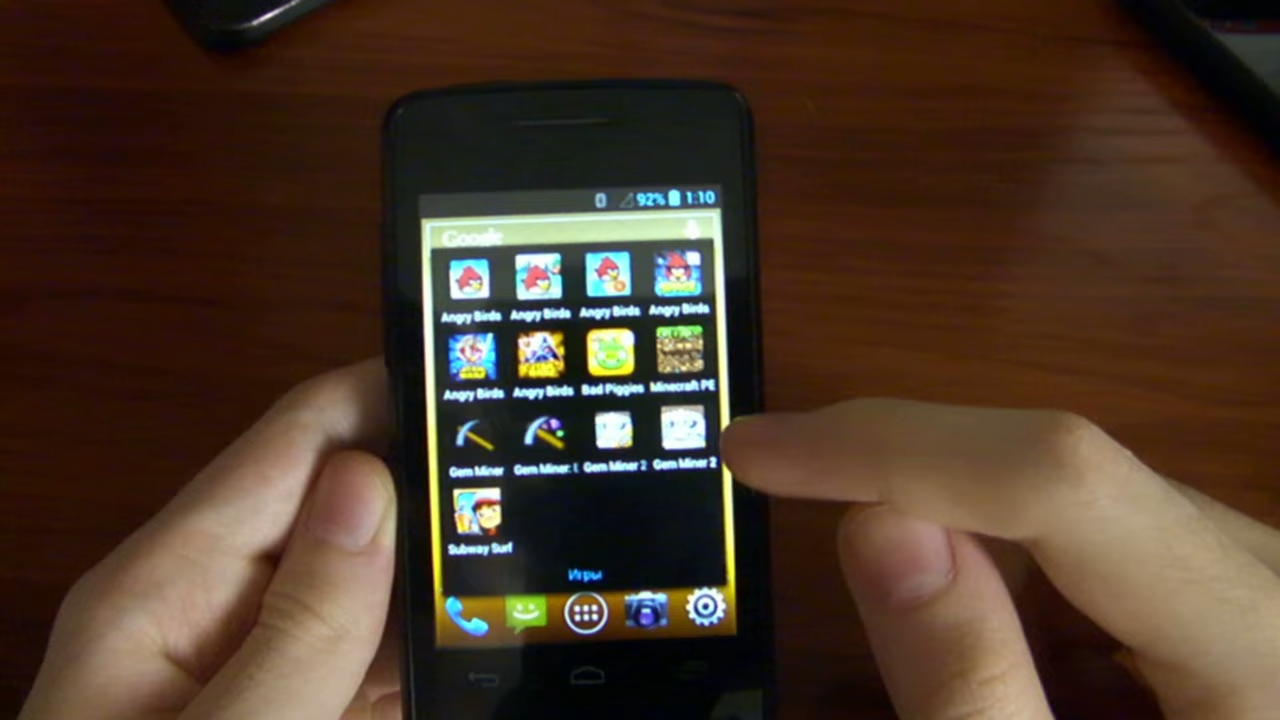 92% 1:10
Google
Angry Birds Angry Birds Angry Birds Angry Birds
Angry Birds Angry Birds Bad Piggies Minecraft PE
Gem Miner Gem Miner: Gem Miner 2 Gem Miner 2
Subway Surf
Игры